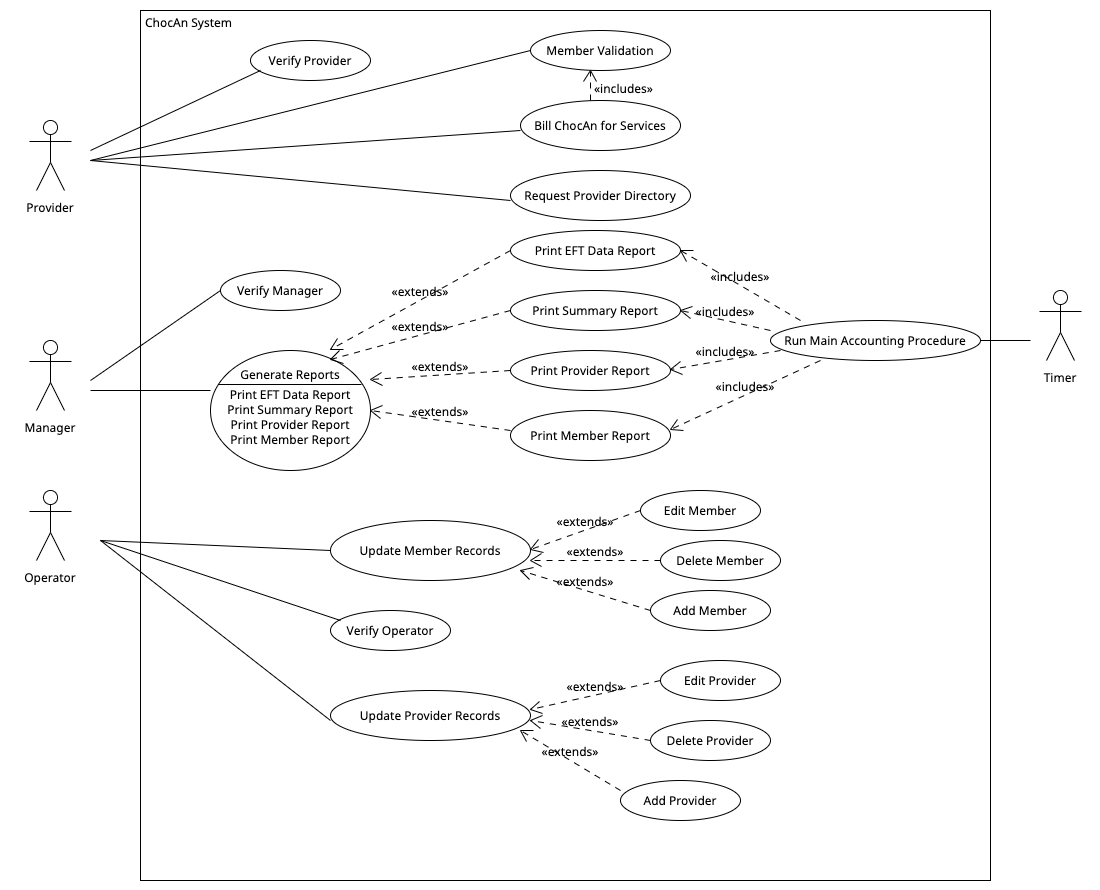 ChocAn System
Verify Provider
Member Validation
«includes»
Bill ChocAn for Services
Request Provider Directory
Provider
Print EFT Data Report
«includes»
«extends»
Verify Manager
Print Summary Report
«includes»
«extends»
Run Main Accounting Procedure
«includes»
Timer
Generate Reports
Print EFT Data Report
Print Summary Report
Print Provider Report
Print Member Report
«extends»
Print Provider Report
«includes»
«extends»
Print Member Report
Manager
Edit Member
«extends»
Update Member Records
«extends»
Delete Member
«extends»
Add Member
Operator
Verify Operator
Edit Provider
«extends»
Update Provider Records
«extends»
Delete Provider
«extends»
Add Provider